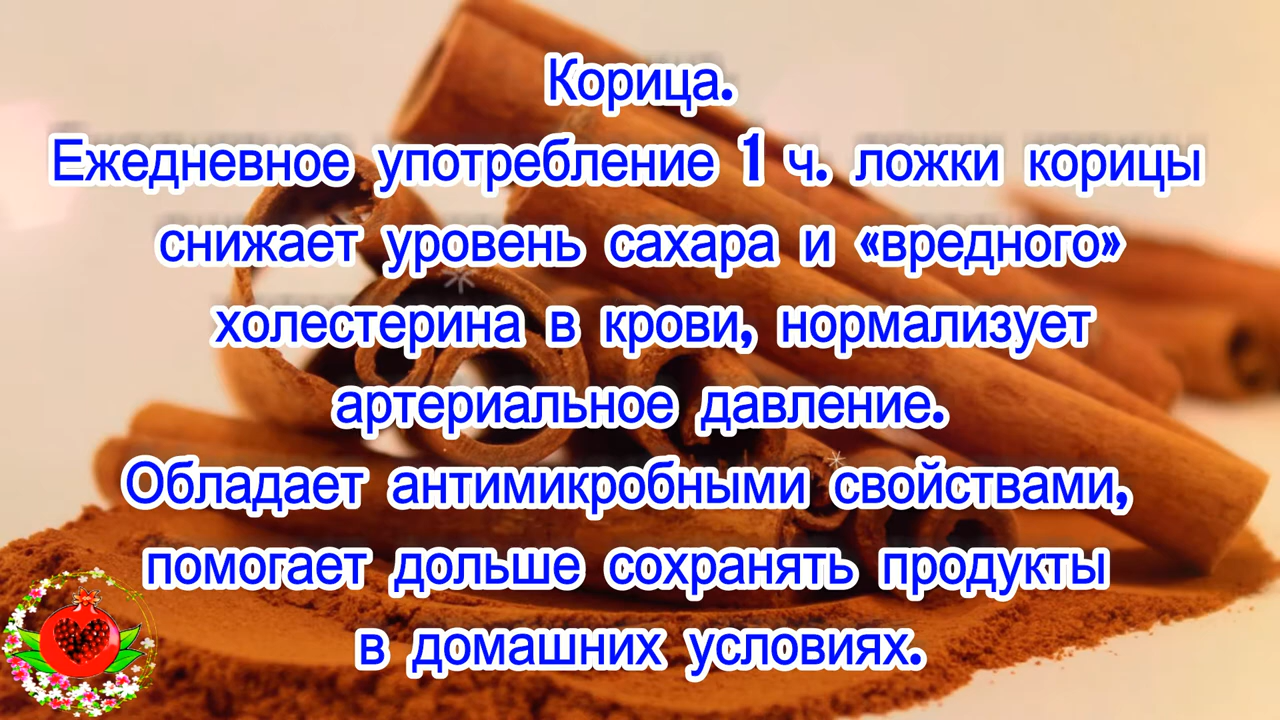 Корица.
Ежедневное употребление 1 ч. ложки корицы
снижает уровень сахара и «вредного»
холестерина в крови, нормализует
артериальное давление.
Обладает антимикробными свойствами,
помогает дольше сохранять продукты
в домашних условиях.